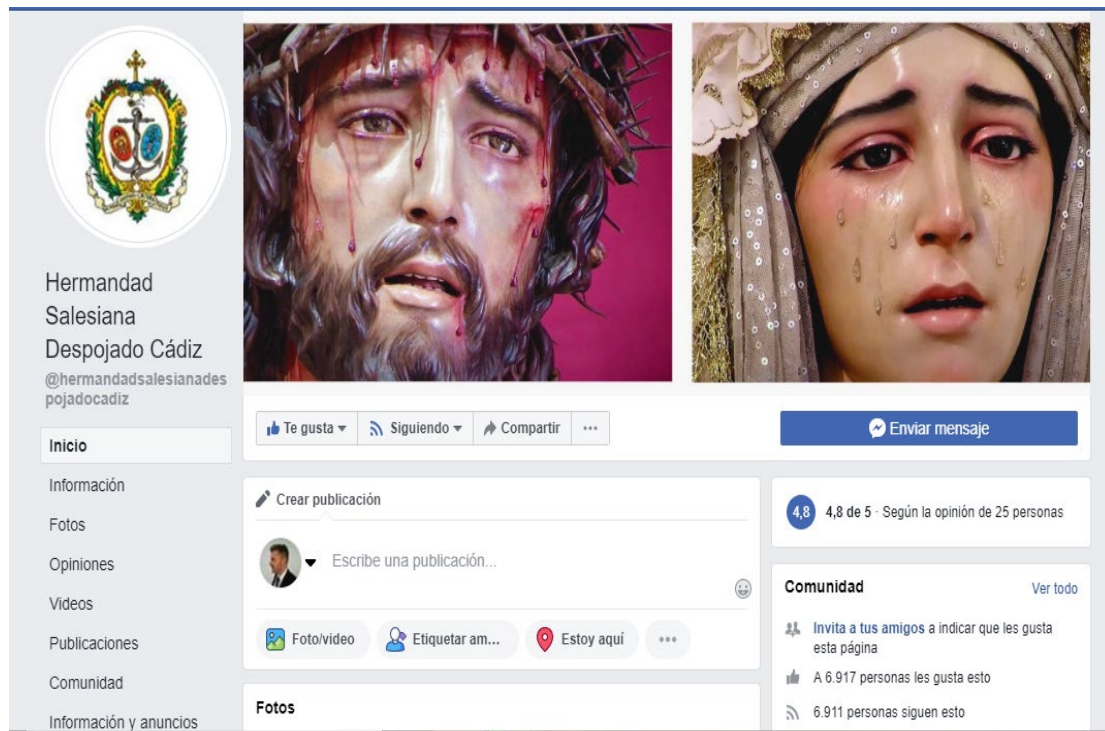 Hermandad
Salesiana
Despojado Cádiz
@hermandadsalesianades
pojadocadiz
Inicio
Información
Fotos
Opiniones
Videos
Publicaciones
Comunidad
Información y anuncios
Te gusta
Siguiendo
Compartir
Enviar mensaje
Crear publicación
Escribe una publicación...
Foto/video
Etiquetar am...
Estoy aquí
Fotos
4,8
4,8 de 5 · Según la opinión de 25 personas
Comunidad
Ver todo
Invita a tus amigos a indicar que les gusta
esta página
A 6.917 personas les gusta esto
6.911 personas siguen esto